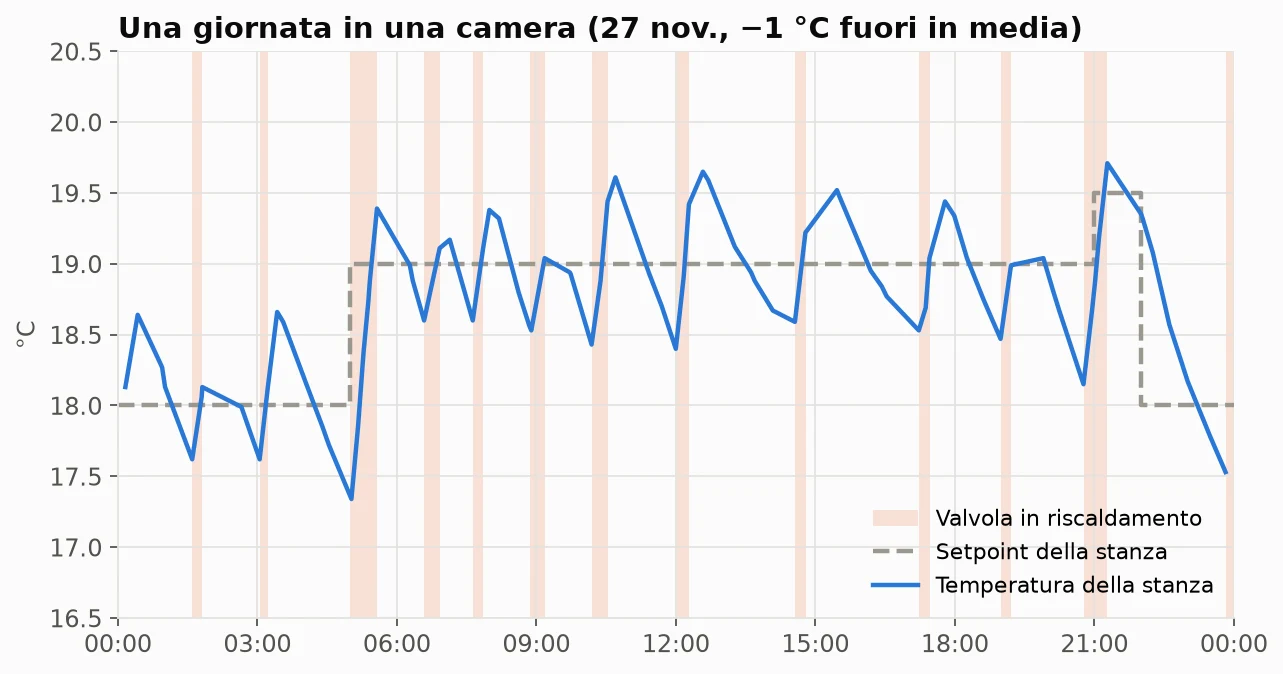 Una giornata in una camera (27 nov., −1 °C fuori in media)
20.5
20.0
19.5
19.0
18.5
18.0
17.5
17.0
16.5
°C
Valvola in riscaldamento
Setpoint della stanza
Temperatura della stanza
00:00 03:00 06:00 09:00 12:00 15:00 18:00 21:00 00:00